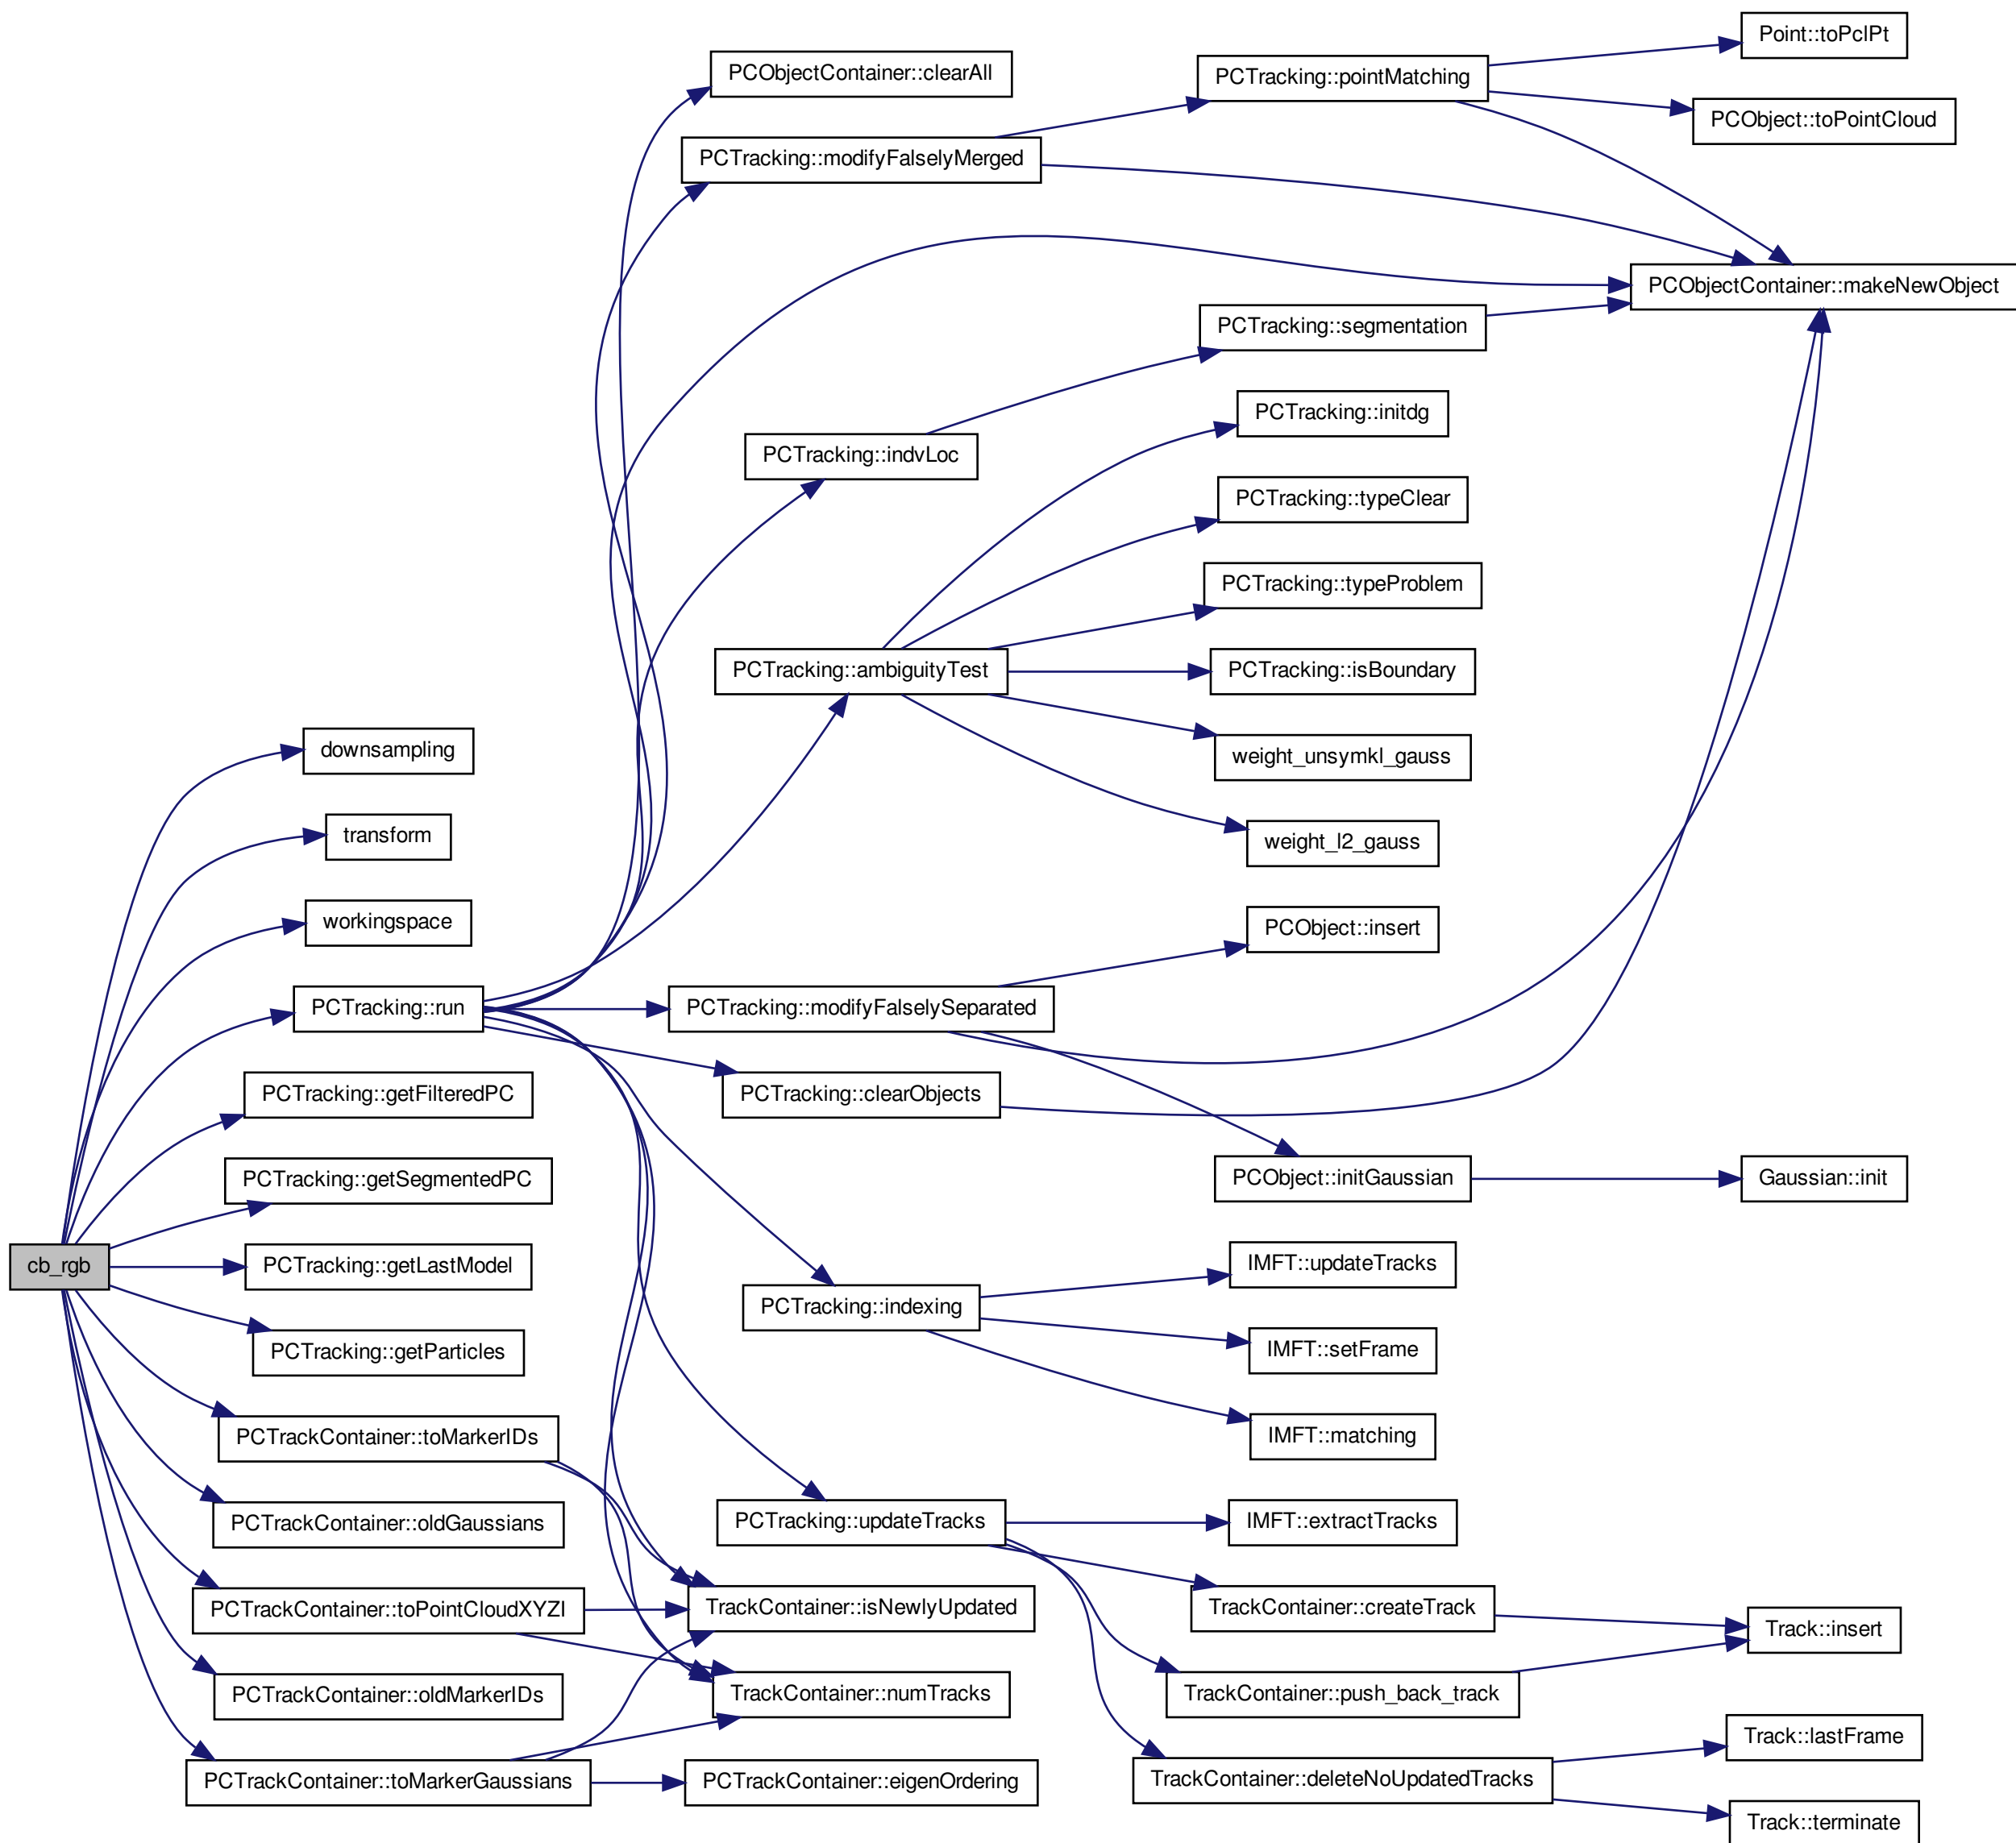 Point::toPclPt
PCObjectContainer::clearAll
PCTracking::pointMatching
PCObject::toPointCloud
PCTracking::modifyFalselyMerged
PCObjectContainer::makeNewObject
PCTracking::segmentation
PCTracking::initdg
PCTracking::indvLoc
PCTracking::typeClear
PCTracking::typeProblem
PCTracking::ambiguityTest
PCTracking::isBoundary
downsampling
weight_unsymkl_gauss
transform
weight_l2_gauss
workingspace
PCObject::insert
PCTracking::run
PCTracking::modifyFalselySeparated
PCTracking::getFilteredPC
PCTracking::clearObjects
PCTracking::getSegmentedPC
PCObject::initGaussian
Gaussian::init
cb_rgb
PCTracking::getLastModel
IMFT::updateTracks
PCTracking::indexing
PCTracking::getParticles
IMFT::setFrame
PCTrackContainer::toMarkerIDs
IMFT::matching
PCTrackContainer::oldGaussians
PCTracking::updateTracks
IMFT::extractTracks
PCTrackContainer::toPointCloudXYZI
TrackContainer::isNewlyUpdated
TrackContainer::createTrack
Track::insert
PCTrackContainer::oldMarkerIDs
TrackContainer::numTracks
TrackContainer::push_back_track
Track::lastFrame
PCTrackContainer::toMarkerGaussians
PCTrackContainer::eigenOrdering
TrackContainer::deleteNoUpdatedTracks
Track::terminate